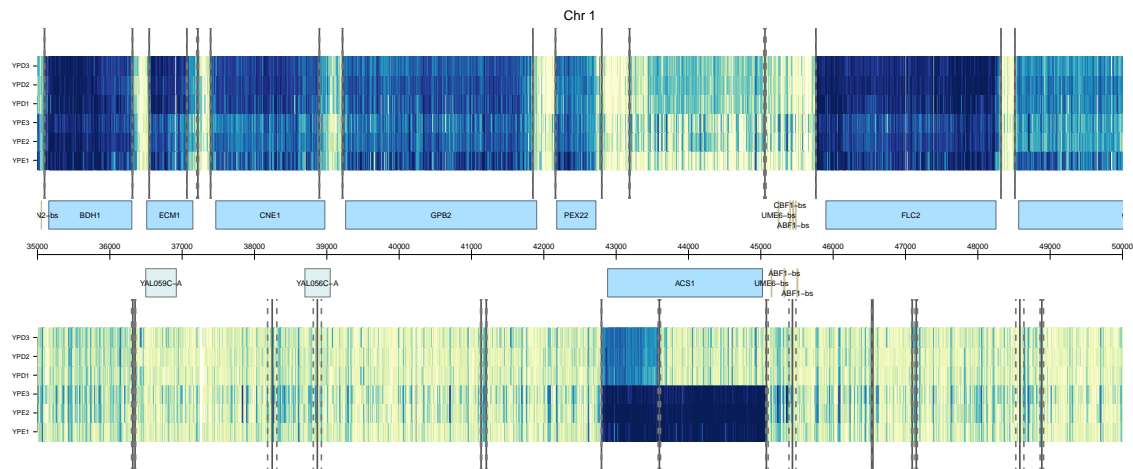 Chr 1
YPD3
YPD2
YPD1
YPE3
YPE2
YPE1
N2-bs BDH1 ECM1 CNE1 GPB2 PEX22 UME6-bs CBF1-bs ABF1-bs FLC2
35000 36000 37000 38000 39000 40000 41000 42000 43000 44000 45000 46000 47000 48000 49000 50000
YAL059C-A YAL056C-A ACS1 UME6-bs ABF1-bs ABF1-bs
YPD3
YPD2
YPD1
YPE3
YPE2
YPE1